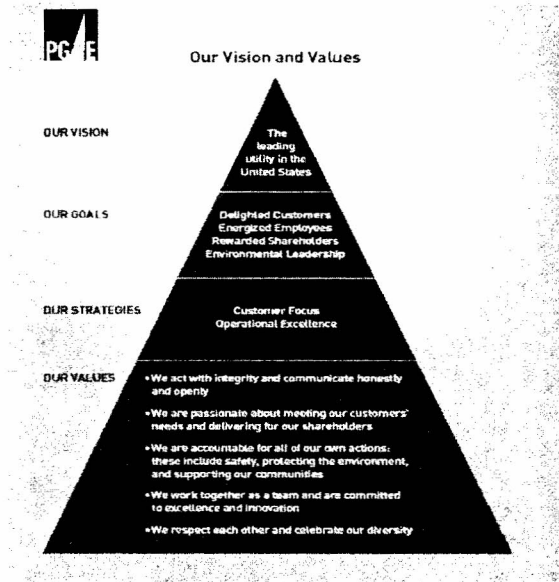 PG&E
Our Vision and Values
OUR VISION
The
leading
utility in the
United States
OUR GOALS
Delighted Customers
Energized Employees
Rewarded Shareholders
Environmental Leadership
OUR STRATEGIES
Customer Focus
Operational Excellence
OUR VALUES
•We act with integrity and communicate honestly
and openly
•We are passionate about meeting our customers'
needs and delivering for our shareholders
•We are accountable for all of our own actions:
these include safety, protecting the environment,
and supporting our communities
•We work together as a team and are committed
to excellence and innovation
•We respect each other and celebrate our diversity